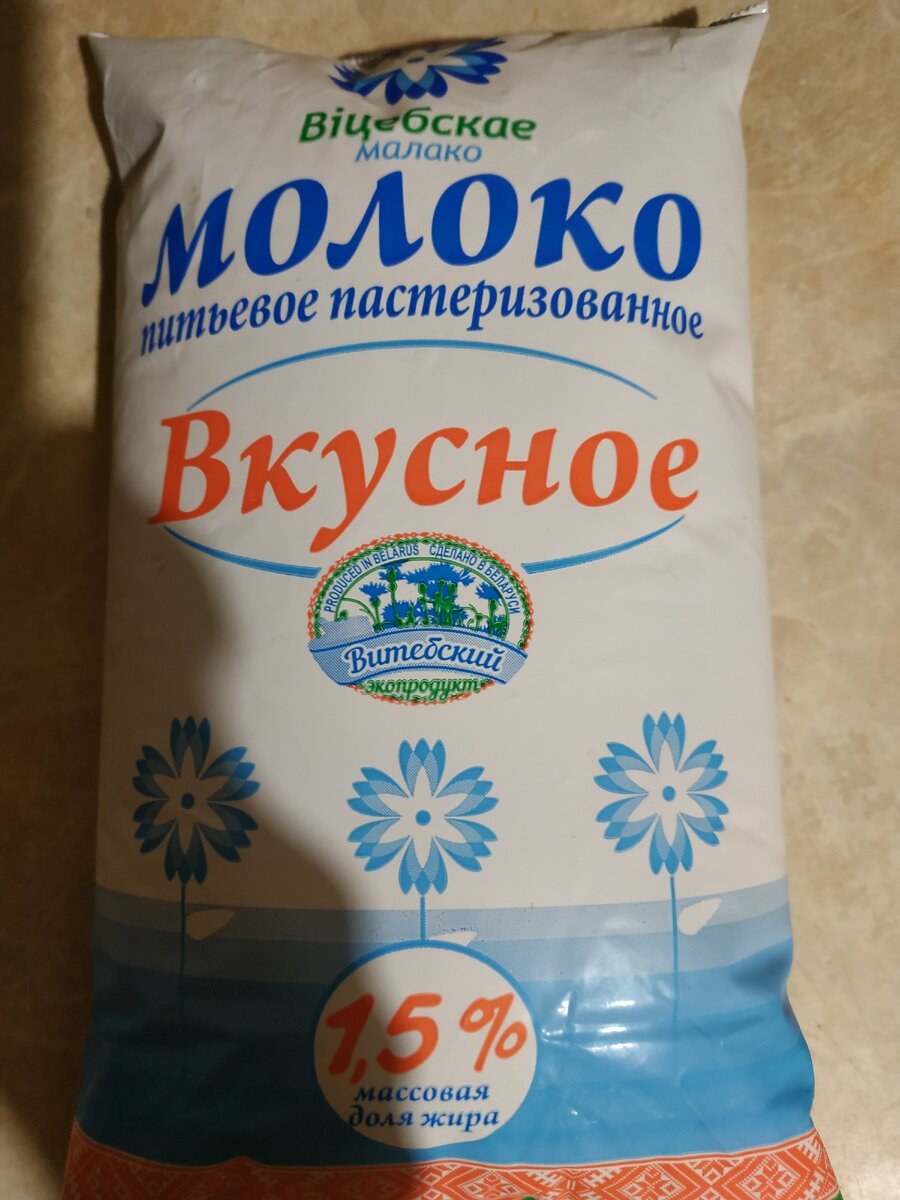 Віцебскае
малако
молоко
питьевое пастеризованное
Вкусное
PRODUCED IN BELARUS СДЕЛАНО В БЕЛАРУСИ
Витебский
экопродукт
1,5%
массовая
доля жира